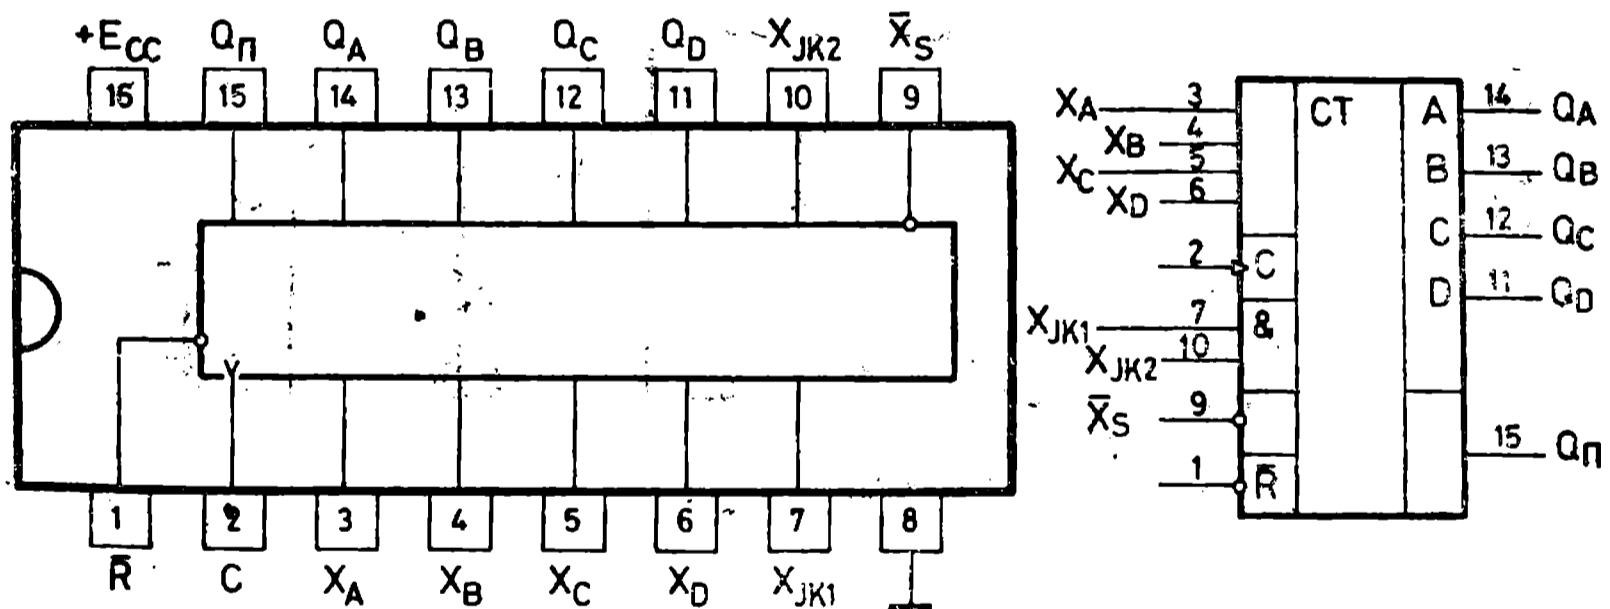 +E_CC Q_П Q_A Q_B Q_C Q_D X_JK2 X̄_S
16 15 14 13 12 11 10 9
1 2 3 4 5 6 7 8
R̄ C X_A X_B X_C X_D X_JK1
X_A 3 CT A 14 Q_A
X_B 4
X_C 5 B 13 Q_B
X_D 6
C 12 Q_C
2 C
D 11 Q_D
X_JK1 7 &
X_JK2 10
X̄_S 9
15 Q_П
1 R̄